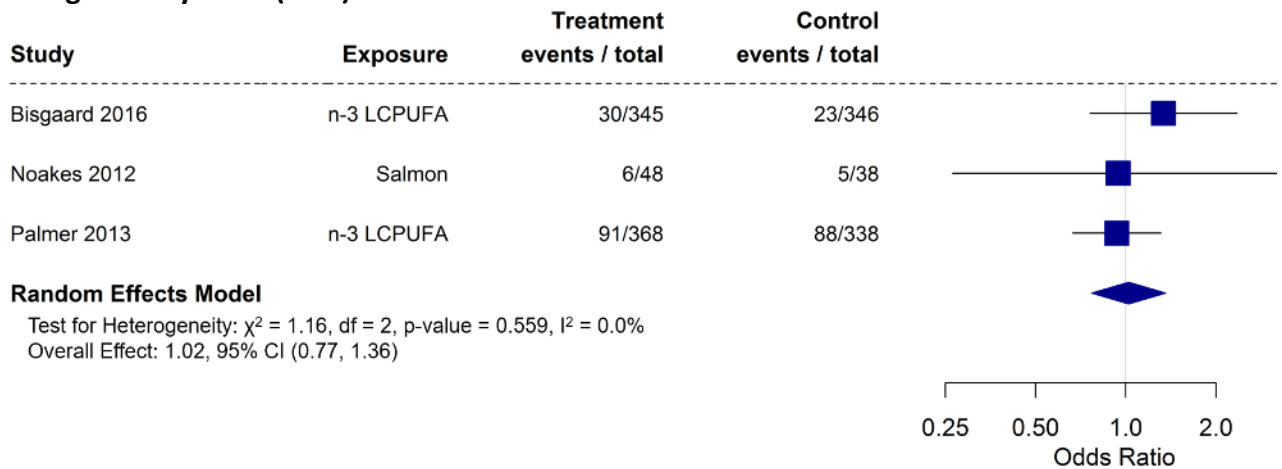 Treatment Control
Study Exposure events / total events / total
Bisgaard 2016 n-3 LCPUFA 30/345 23/346
Noakes 2012 Salmon 6/48 5/38
Palmer 2013 n-3 LCPUFA 91/368 88/338
Random Effects Model
Test for Heterogeneity: χ² = 1.16, df = 2, p-value = 0.559, I² = 0.0%
Overall Effect: 1.02, 95% CI (0.77, 1.36)
0.25 0.50 1.0 2.0
Odds Ratio